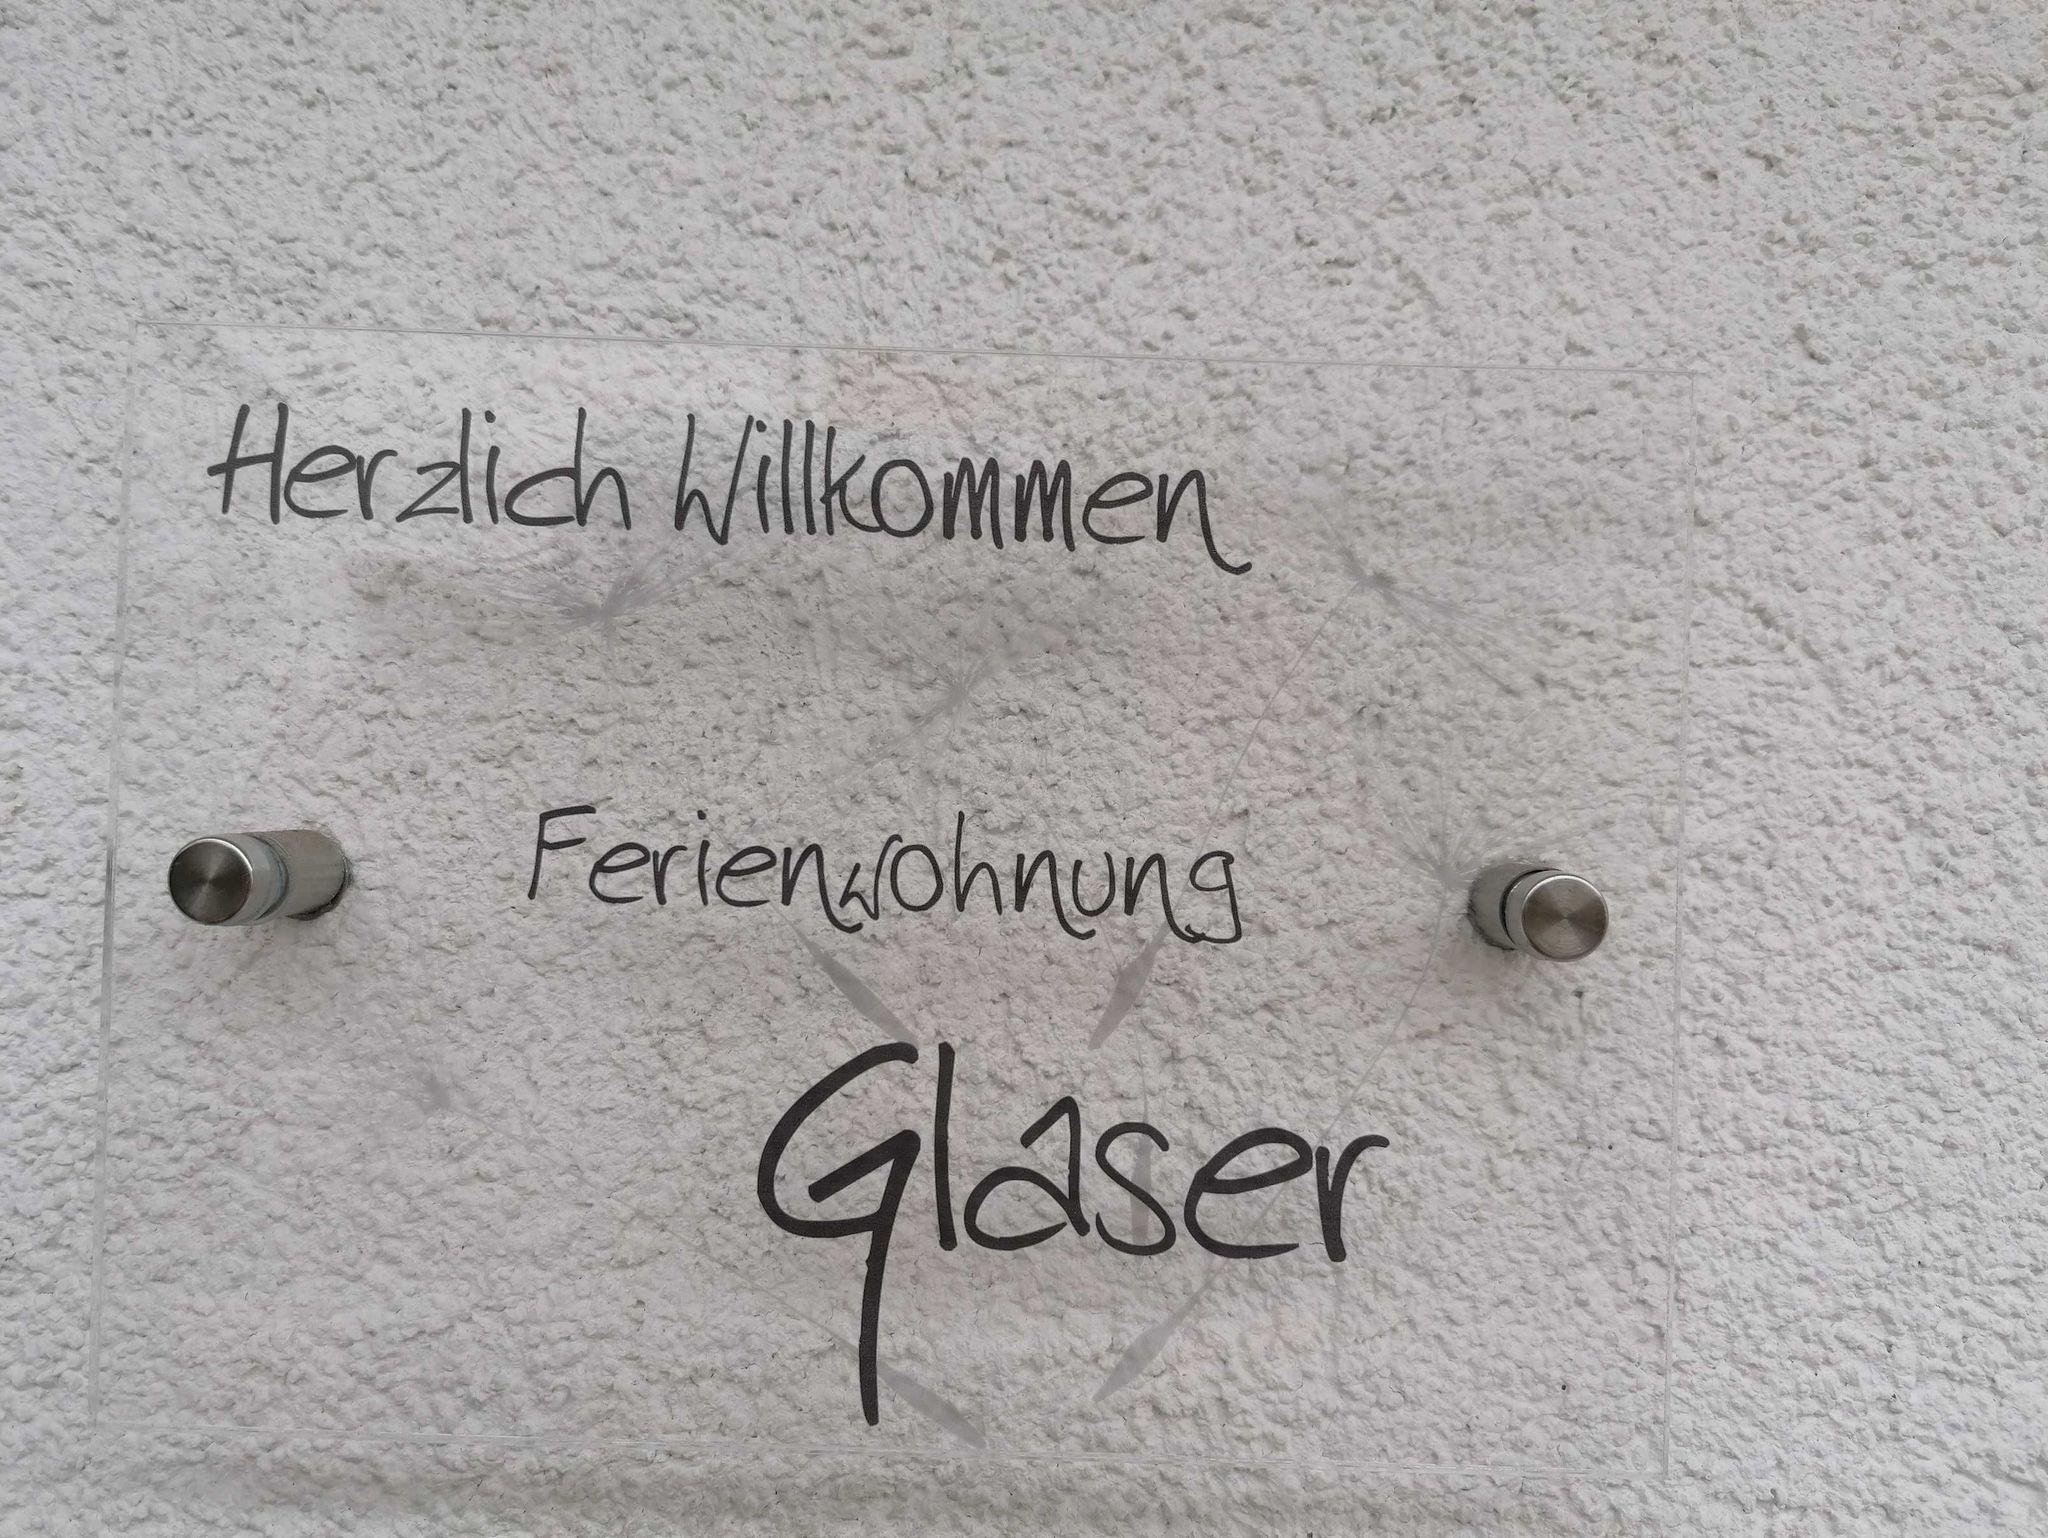 Herzlich Willkommen
Ferienwohnung
Glaser